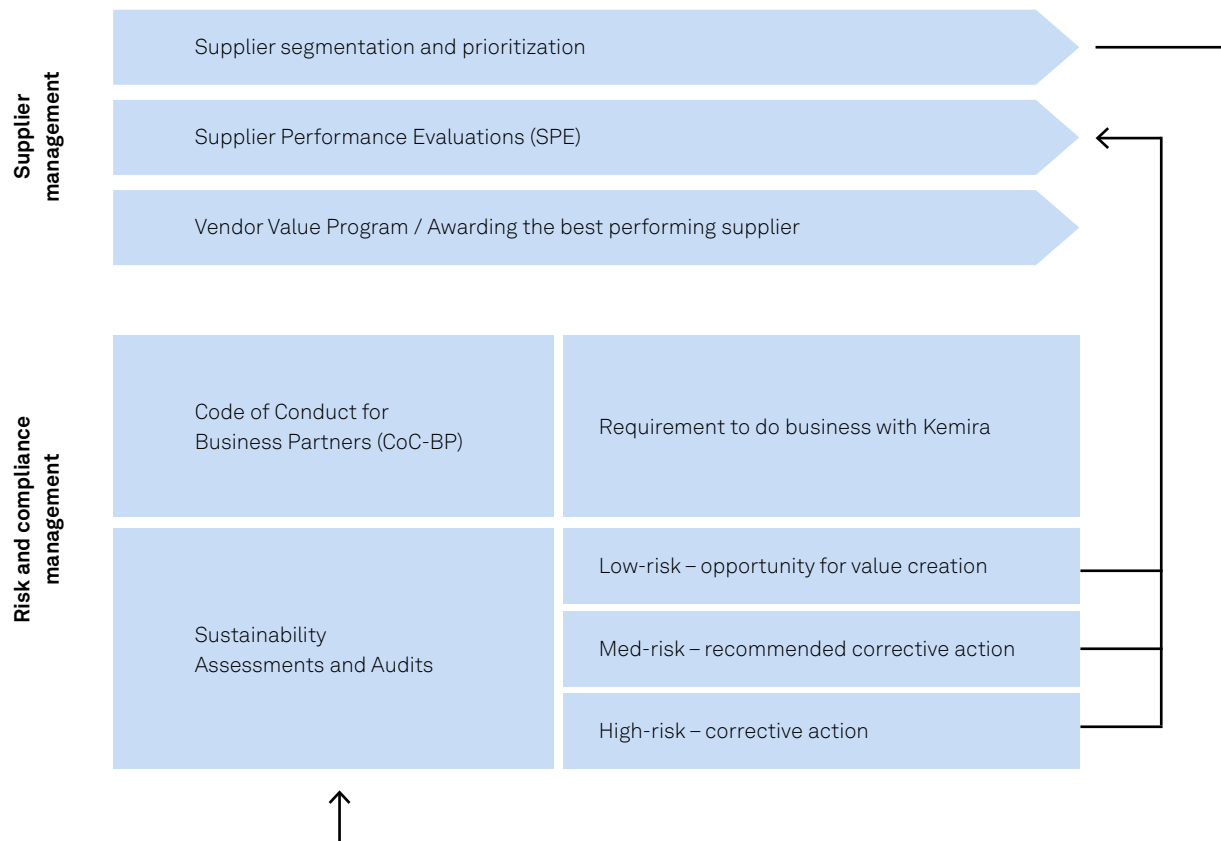 Supplier
management
Supplier segmentation and prioritization
Supplier Performance Evaluations (SPE)
Vendor Value Program / Awarding the best performing supplier
Risk and compliance
management
Code of Conduct for
Business Partners (CoC-BP)
Requirement to do business with Kemira
Sustainability
Assessments and Audits
Low-risk – opportunity for value creation
Med-risk – recommended corrective action
High-risk – corrective action